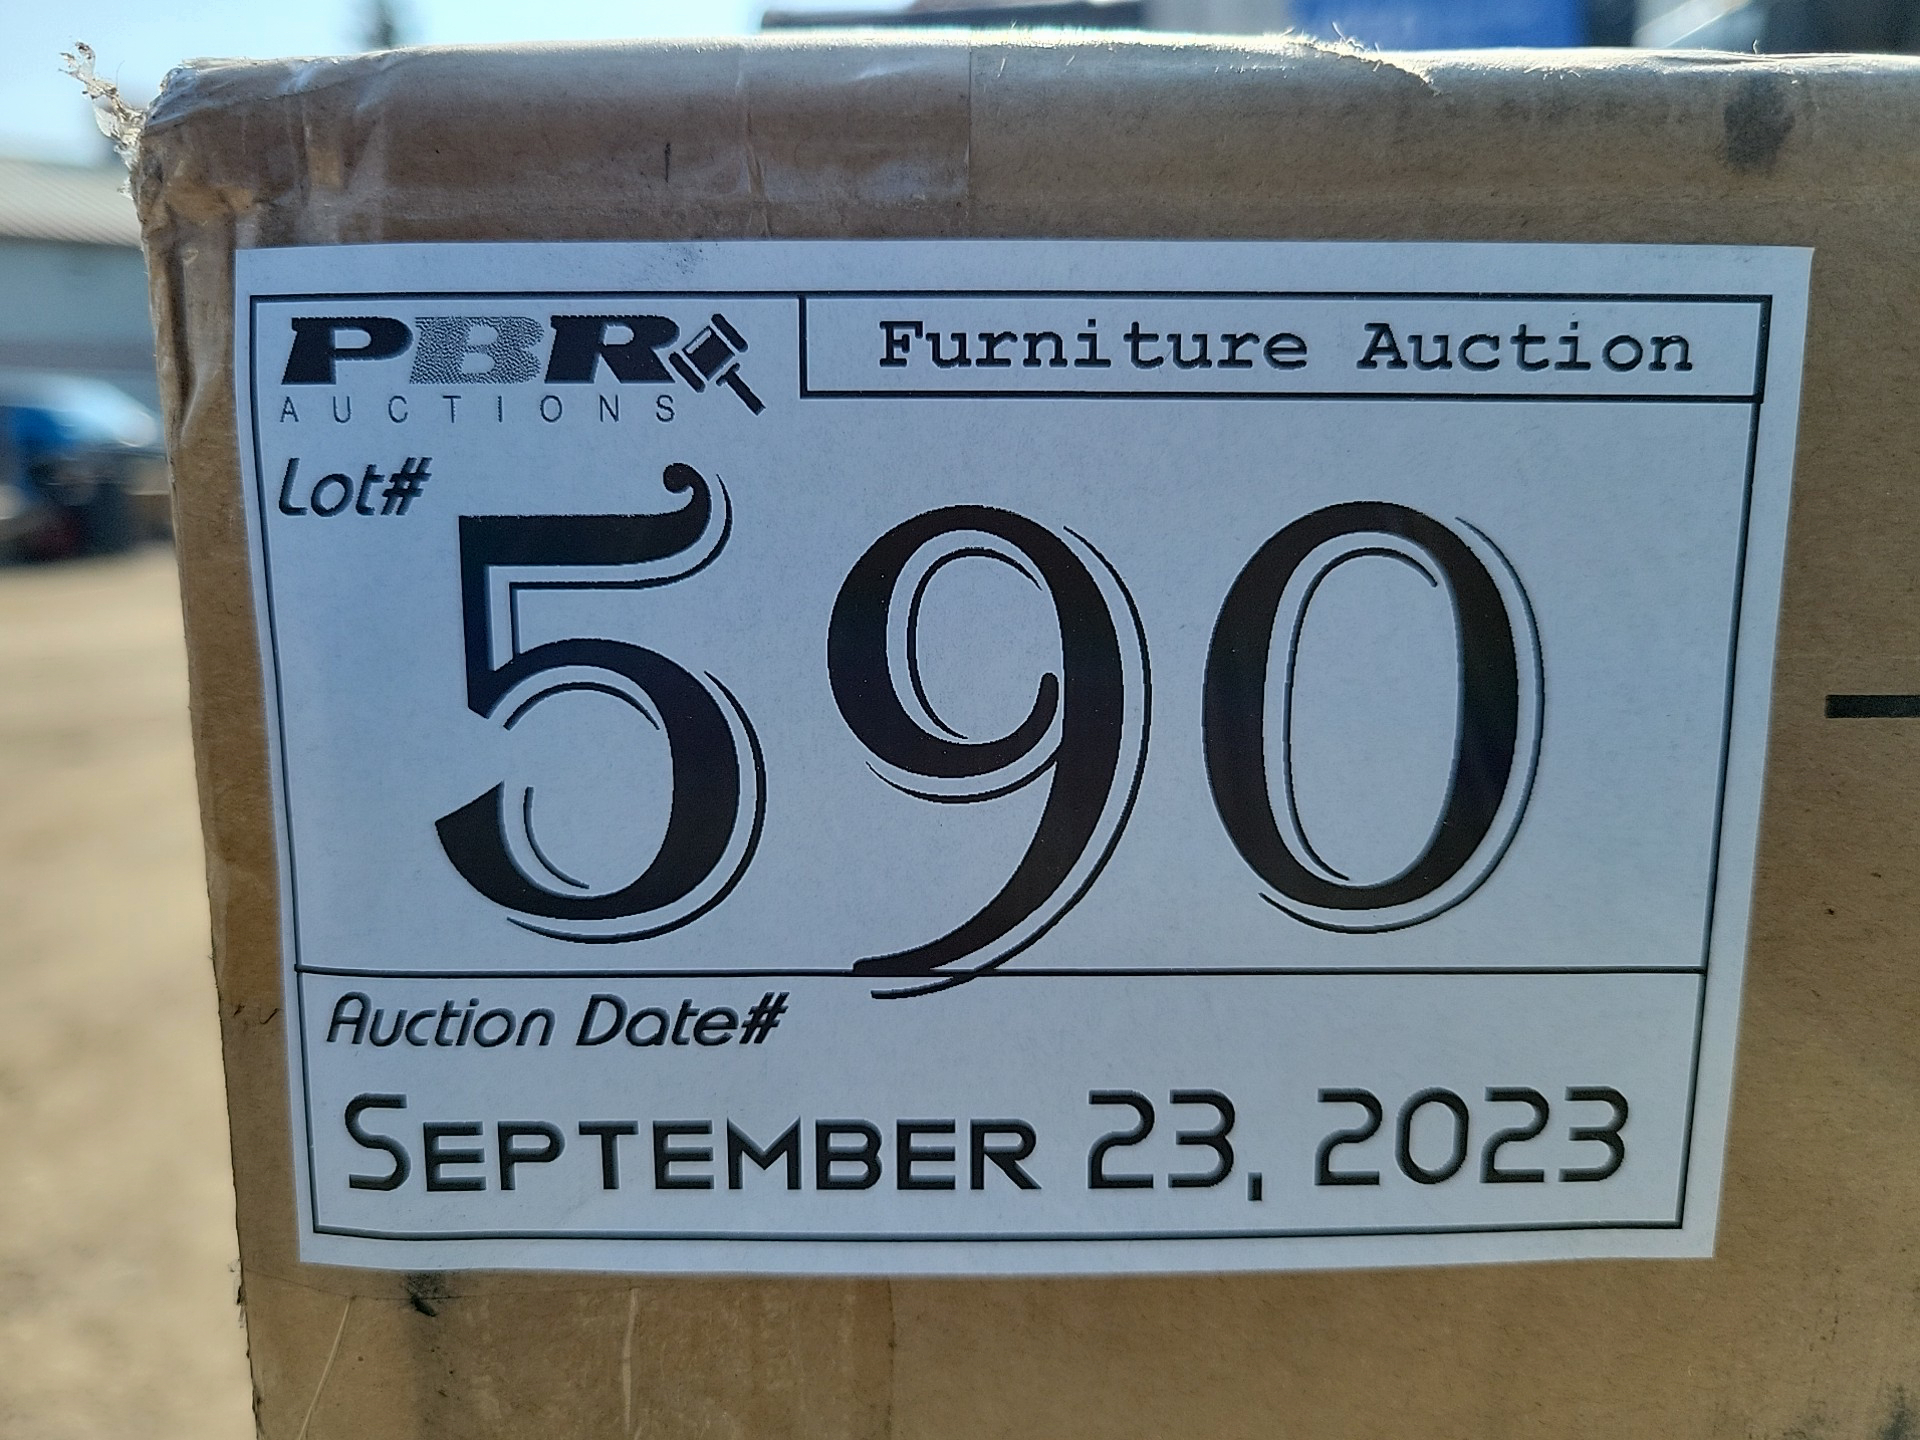 PBR
AUCTIONS
Furniture Auction
Lot#
590
Auction Date#
September 23, 2023